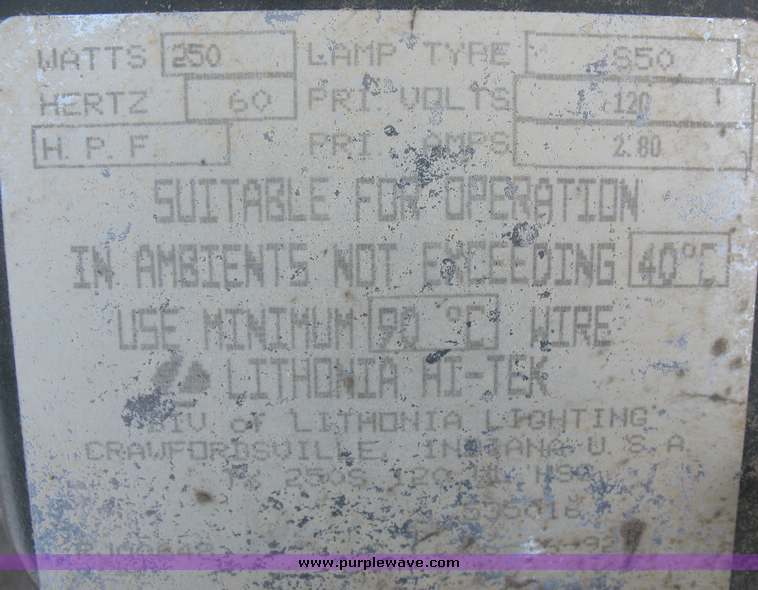 WATTS 250 LAMP TYPE S50
HERTZ 60 PRI. VOLTS 120
H.P.F PRI. AMPS 2.80
SUITABLE FOR OPERATION
IN AMBIENTS NOT EXCEEDING 40°C
USE MINIMUM 90 °C WIRE
LITHONIA HI-TEK
DIV of LITHONIA LIGHTING
CRAWFORDSVILLE, INDIANA U.S.A
250S 120
www.purplewave.com